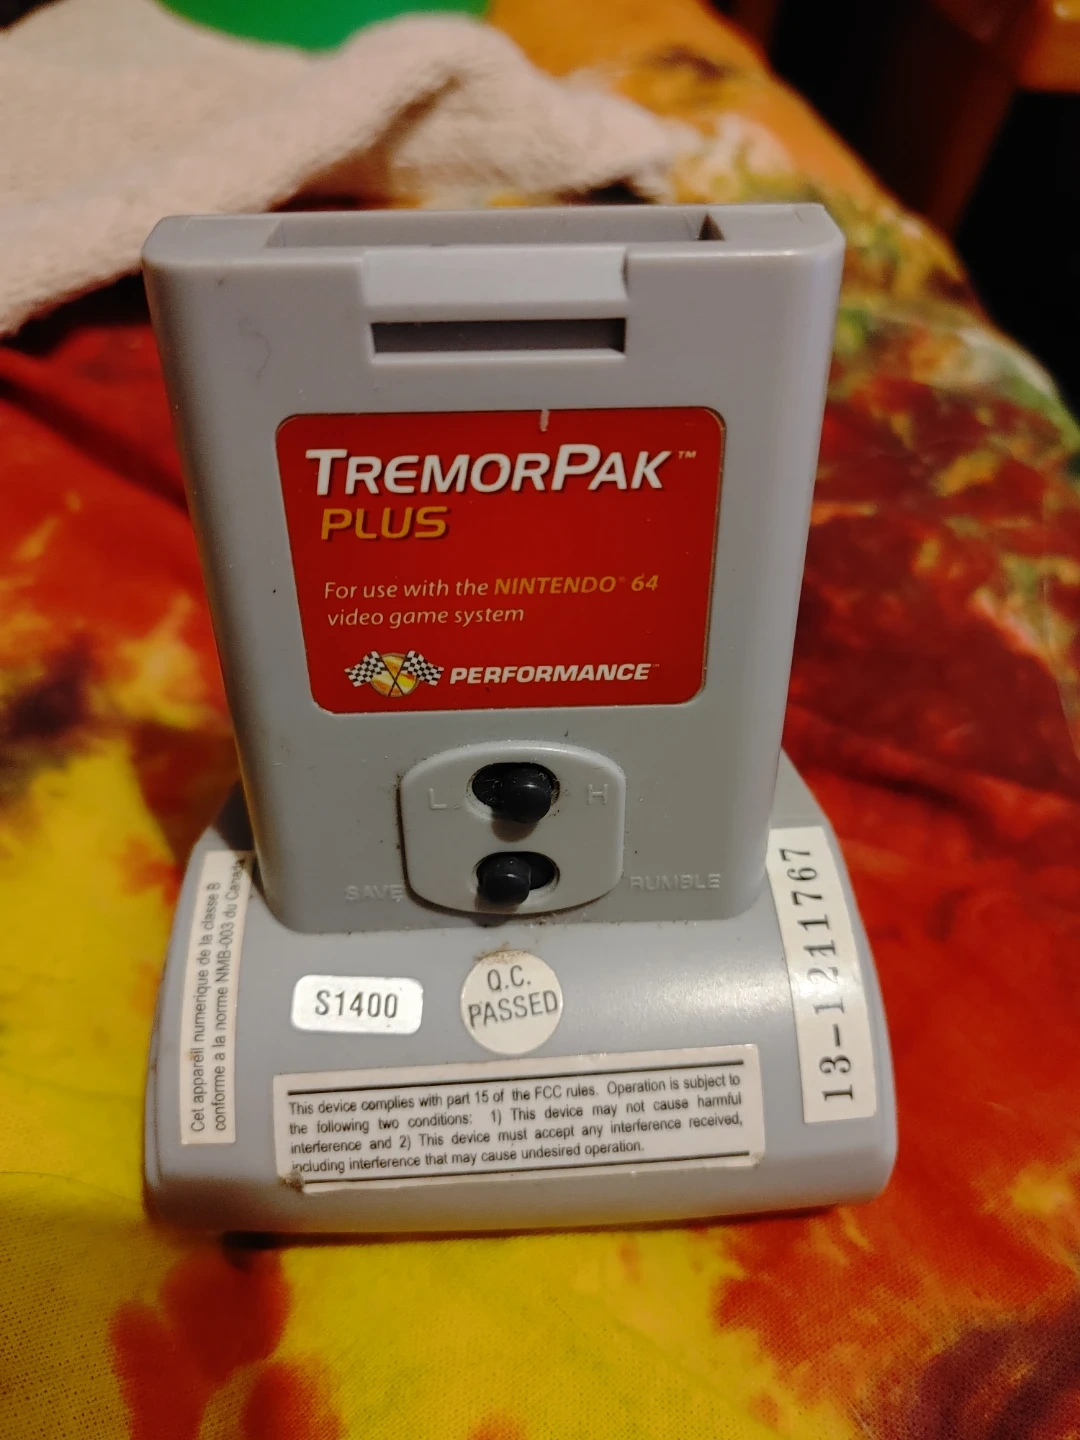 TREMORPAK™
PLUS
For use with the NINTENDO® 64
video game system
PERFORMANCE™
L H
SAVE RUMBLE
Cet appareil numerique de la classe B
conforme a la norme NMB-003 du Canada
S1400
Q.C.
PASSED
13-1211767
This device complies with part 15 of the FCC rules. Operation is subject to
the following two conditions: 1) This device may not cause harmful
interference and 2) This device must accept any interference received,
including interference that may cause undesired operation.